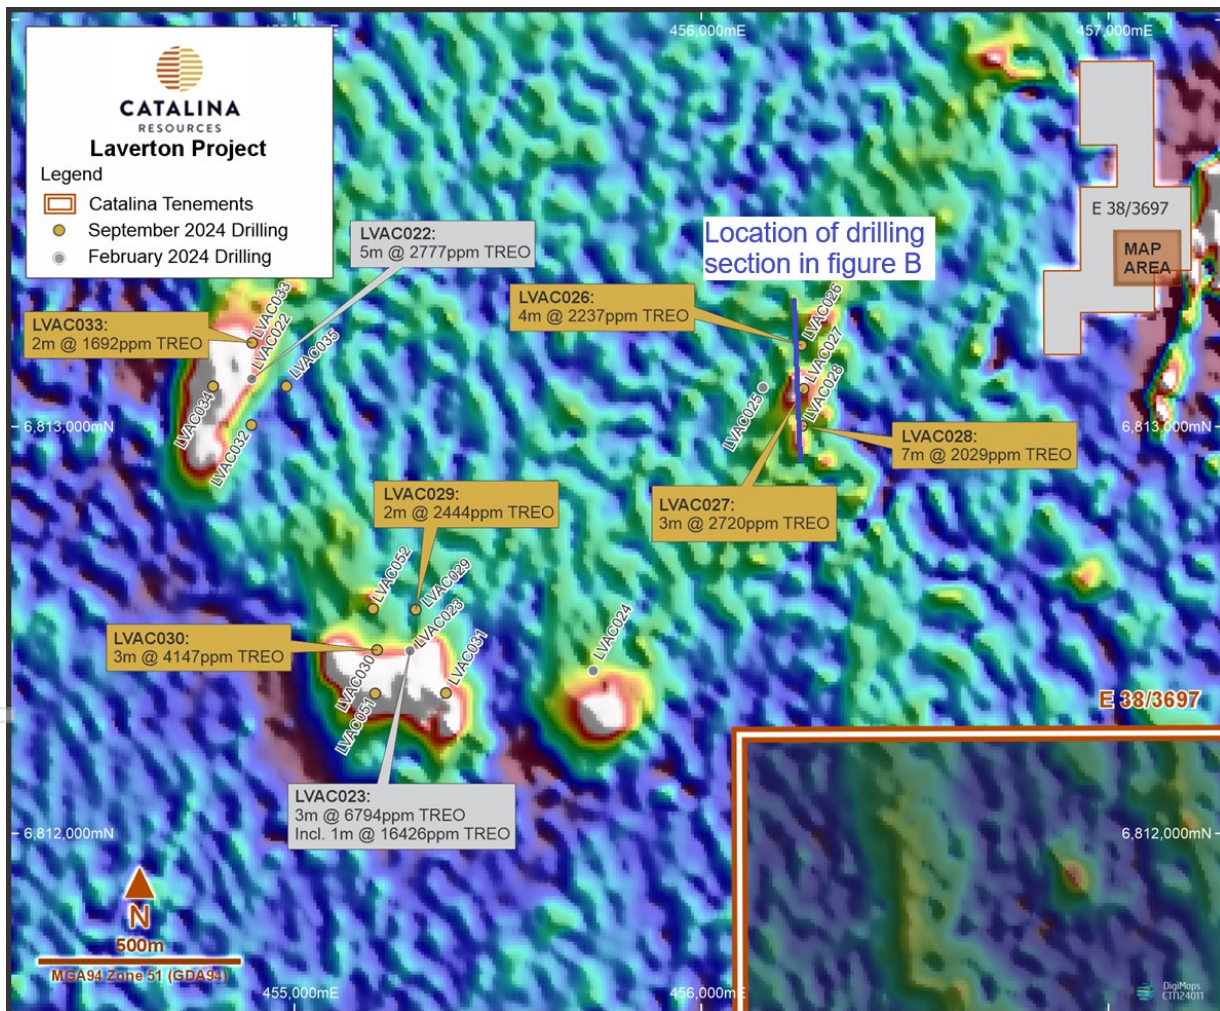 455,000mE
456,000mE
457,000mE
CATALINA
RESOURCES
Laverton Project
Legend
Catalina Tenements
September 2024 Drilling
February 2024 Drilling
LVAC022:
5m @ 2777ppm TREO
Location of drilling
section in figure B
E 38/3697
MAP
AREA
LVAC033:
2m @ 1692ppm TREO
LVAC033
LVAC022
LVAC035
LVAC034
LVAC032
LVAC026:
4m @ 2237ppm TREO
LVAC026
LVAC027
LVAC028
LVAC025
6,813,000mN
6,813,000mN
LVAC028:
7m @ 2029ppm TREO
LVAC027:
3m @ 2720ppm TREO
LVAC029:
2m @ 2444ppm TREO
LVAC052
LVAC029
LVAC023
LVAC031
LVAC030
LVAC051
LVAC024
LVAC030:
3m @ 4147ppm TREO
E 38/3697
LVAC023:
3m @ 6794ppm TREO
Incl. 1m @ 16426ppm TREO
6,812,000mN
6,812,000mN
N
500m
MGA94 Zone 51 (GDA94)
455,000mE
456,000mE
DigiMaps
CTN24011